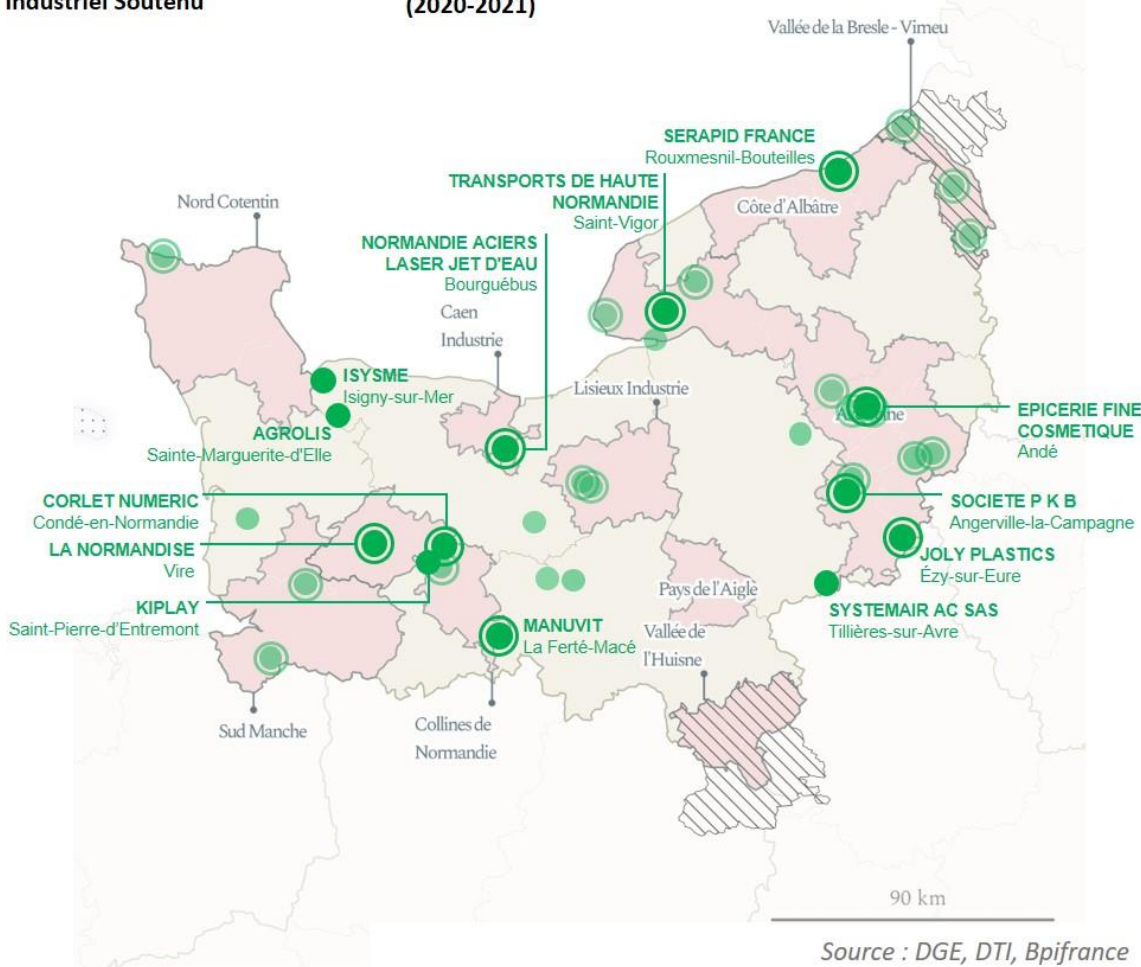 Industriel Soutenu
(2020-2021)
Vallée de la Bresle - Vimeu
SERAPID FRANCE
Rouxmesnil-Bouteilles
TRANSPORTS DE HAUTE
NORMANDIE
Saint-Vigor
Côte d'Albâtre
Nord Cotentin
NORMANDIE ACIERS
LASER JET D'EAU
Bourguébus
Caen
Industrie
ISYSME
Isigny-sur-Mer
Lisieux Industrie
AGROLIS
Sainte-Marguerite-d'Elle
EPICERIE FINE
COSMETIQUE
Andé
CORLET NUMERIC
Condé-en-Normandie
LA NORMANDISE
Vire
SOCIETE P K B
Angerville-la-Campagne
JOLY PLASTICS
Ézy-sur-Eure
KIPLAY
Saint-Pierre-d'Entremont
Pays de l'Aigle
SYSTEMAIR AC SAS
Tillières-sur-Avre
MANUVIT
La Ferté-Macé
Vallée de
l'Huisne
Sud Manche
Collines de
Normandie
90 km
Source : DGE, DTI, Bpifrance